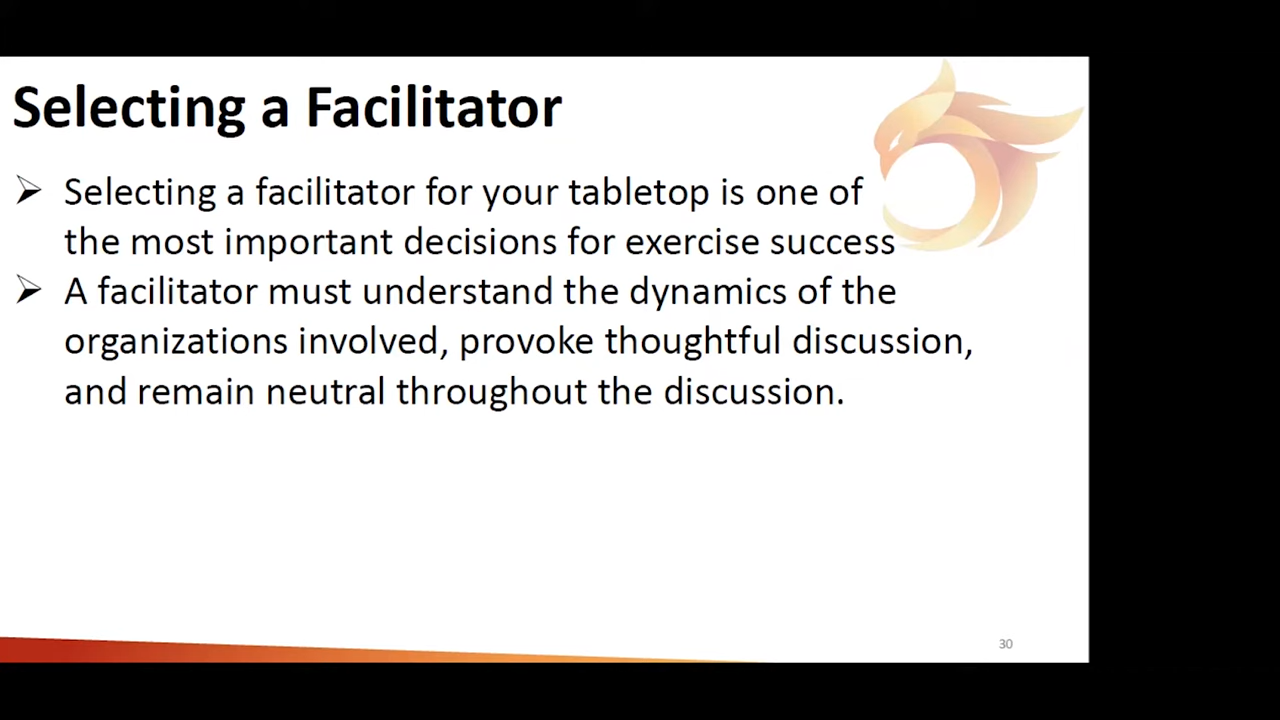 Selecting a Facilitator
➢ Selecting a facilitator for your tabletop is one of
the most important decisions for exercise success
➢ A facilitator must understand the dynamics of the
organizations involved, provoke thoughtful discussion,
and remain neutral throughout the discussion.
30